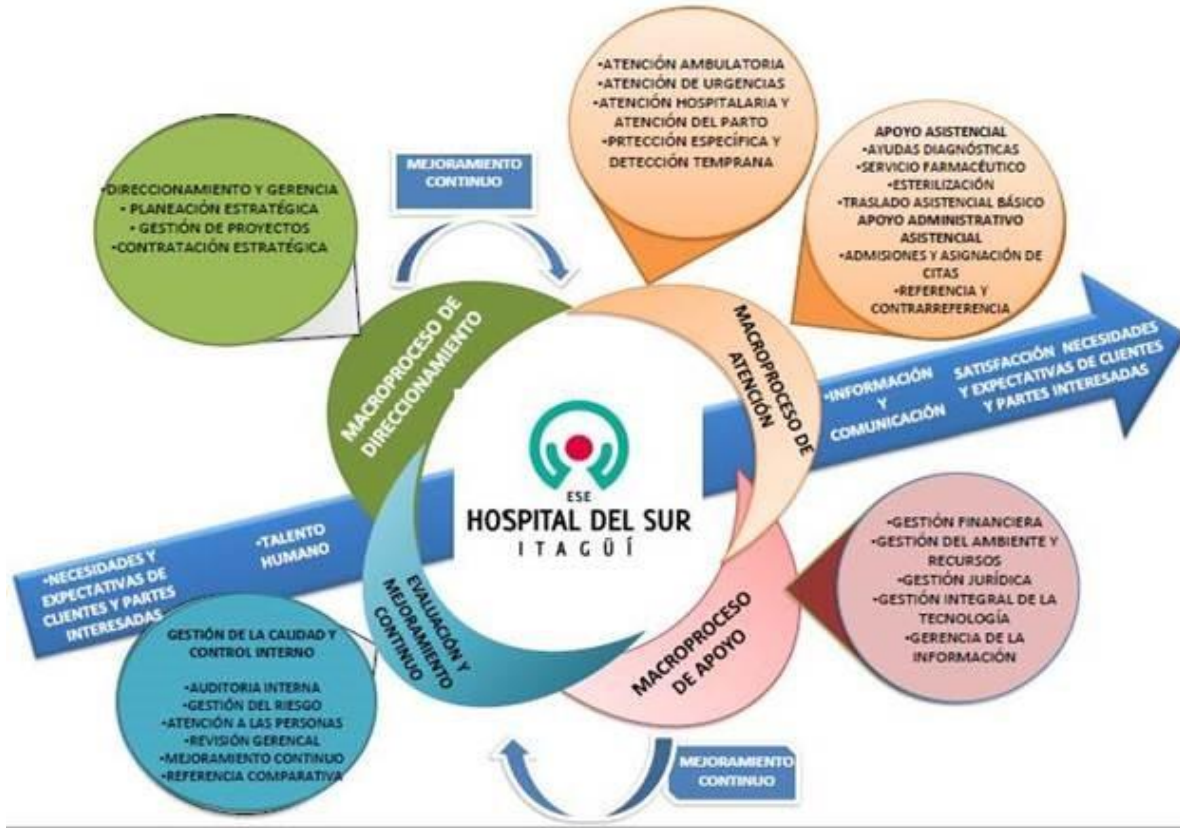 •ATENCIÓN AMBULATORIA
•ATENCIÓN DE URGENCIAS
•ATENCIÓN HOSPITALARIA Y
ATENCIÓN DEL PARTO
•PRTECCIÓN ESPECÍFICA Y
DETECCIÓN TEMPRANA
APOYO ASISTENCIAL
•AYUDAS DIAGNÓSTICAS
•SERVICIO FARMACÉUTICO
•ESTERILIZACIÓN
•TRASLADO ASISTENCIAL BÁSICO
APOYO ADMINISTRATIVO
ASISTENCIAL
•ADMISIONES Y ASIGNACIÓN DE
CITAS
•REFERENCIA Y
CONTRARREFERENCIA
MEJORAMIENTO
CONTINUO
•DIRECCIONAMIENTO Y GERENCIA
• PLANEACIÓN ESTRATÉGICA
• GESTIÓN DE PROYECTOS
•CONTRATACIÓN ESTRATÉGICA
MACROPROCESO DE
DIRECCIONAMIENTO
MACROPROCESO DE
ATENCIÓN
•INFORMACIÓN
Y
COMUNICACIÓN
SATISFACCIÓN NECESIDADES
Y EXPECTATIVAS DE CLIENTES
Y PARTES INTERESADAS
ESE
HOSPITAL DEL SUR
ITAGÜÍ
•NECESIDADES Y
EXPECTATIVAS DE
CLIENTES Y PARTES
INTERESADAS
•TALENTO
HUMANO
EVALUACIÓN Y
MEJORAMIENTO
CONTINUO
MACROPROCESO
DE APOYO
•GESTIÓN FINANCIERA
•GESTIÓN DEL AMBIENTE Y
RECURSOS
•GESTIÓN JURÍDICA
•GESTIÓN INTEGRAL DE LA
TECNOLOGÍA
•GERENCIA DE LA
INFORMACIÓN
GESTIÓN DE LA CALIDAD Y
CONTROL INTERNO
•AUDITORIA INTERNA
•GESTIÓN DEL RIESGO
•ATENCIÓN A LAS PERSONAS
•REVISIÓN GERENCAL
•MEJORAMIENTO CONTINUO
•REFERENCIA COMPARATIVA
MEJORAMIENTO
CONTINUO